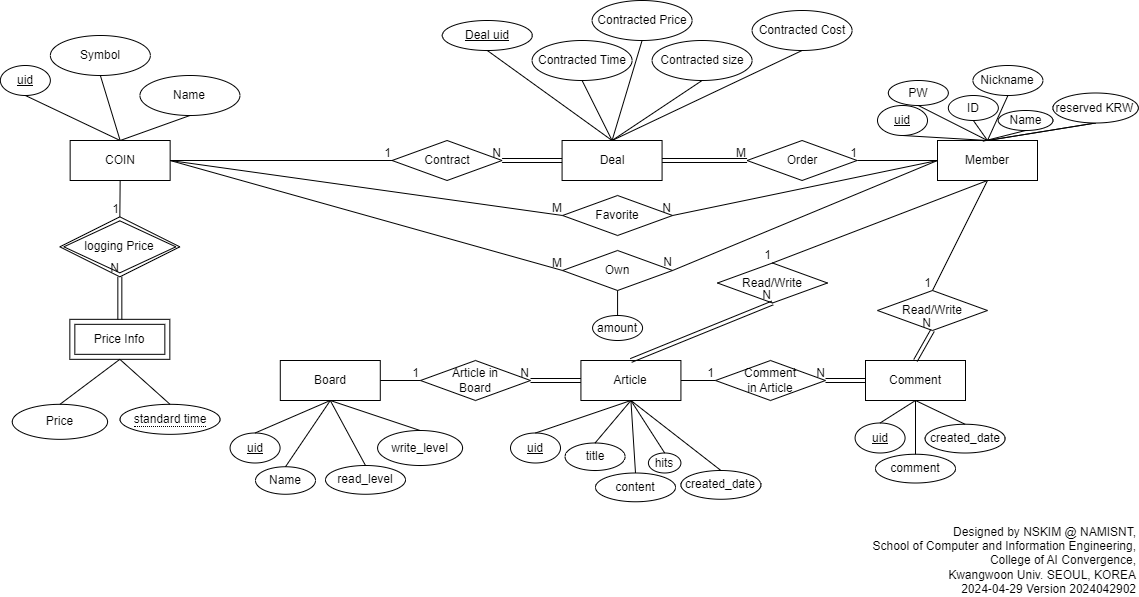 Deal uid
Contracted Time
Contracted Price
Contracted size
Contracted Cost
uid
Symbol
Name
PW
uid
ID
Nickname
Name
reserved KRW
COIN
1
Contract
N
Deal
M
Order
1
Member
M
Favorite
N
1
logging Price
N
M
Own
N
amount
1
Read/Write
N
1
Read/Write
N
Price Info
Price
standard time
Board
1
Article in
Board
N
Article
1
Comment
in Article
N
Comment
uid
Name
read_level
write_level
uid
title
content
hits
created_date
uid
comment
created_date
Designed by NSKIM @ NAMISNT,
School of Computer and Information Engineering,
College of AI Convergence,
Kwangwoon Univ. SEOUL, KOREA
2024-04-29 Version 2024042902